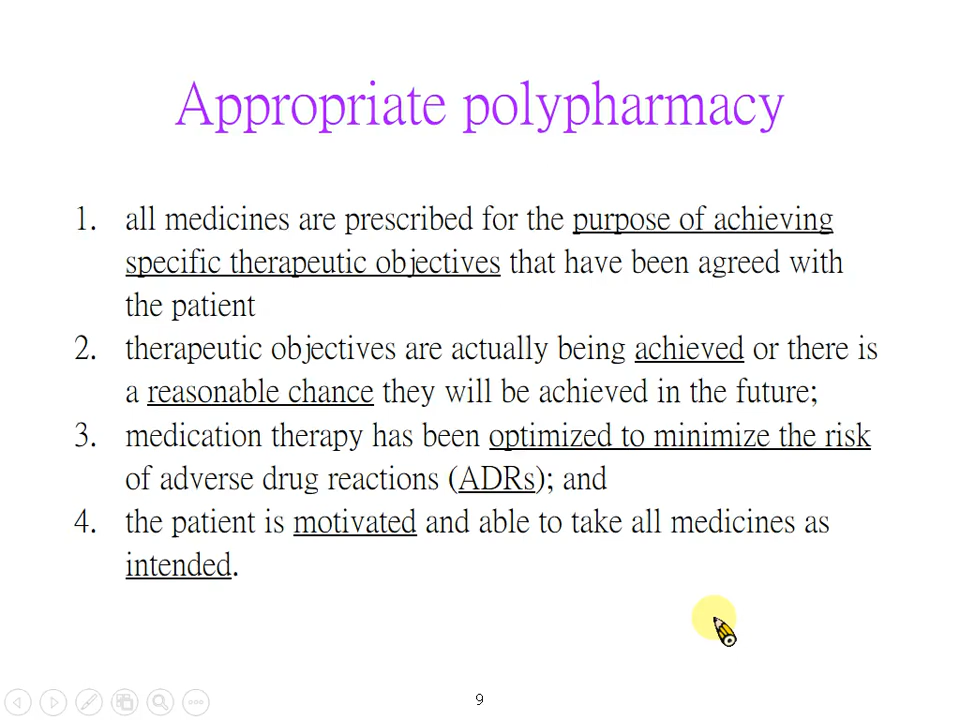 Appropriate polypharmacy
1. all medicines are prescribed for the purpose of achieving
specific therapeutic objectives that have been agreed with
the patient
2. therapeutic objectives are actually being achieved or there is
a reasonable chance they will be achieved in the future;
3. medication therapy has been optimized to minimize the risk
of adverse drug reactions (ADRs); and
4. the patient is motivated and able to take all medicines as
intended.
9